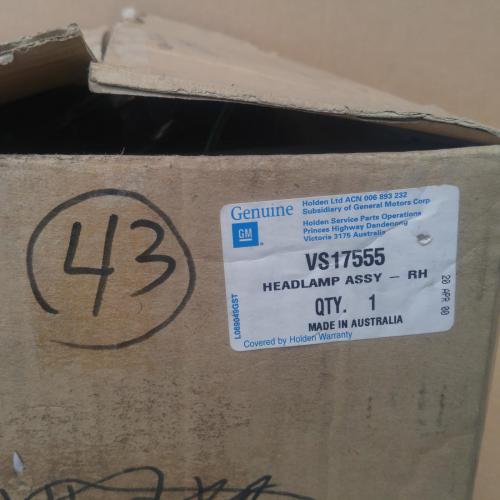 43
Genuine
GM
Holden Ltd ACN 006 893 232
Subsidiary of General Motors Corp
Holden Service Parts Operations
Princes Highway Dandenong
Victoria 3175 Australia
VS17555
HEADLAMP ASSY - RH
QTY. 1
MADE IN AUSTRALIA
Covered by Holden Warranty
L069049GST
20 APR 00